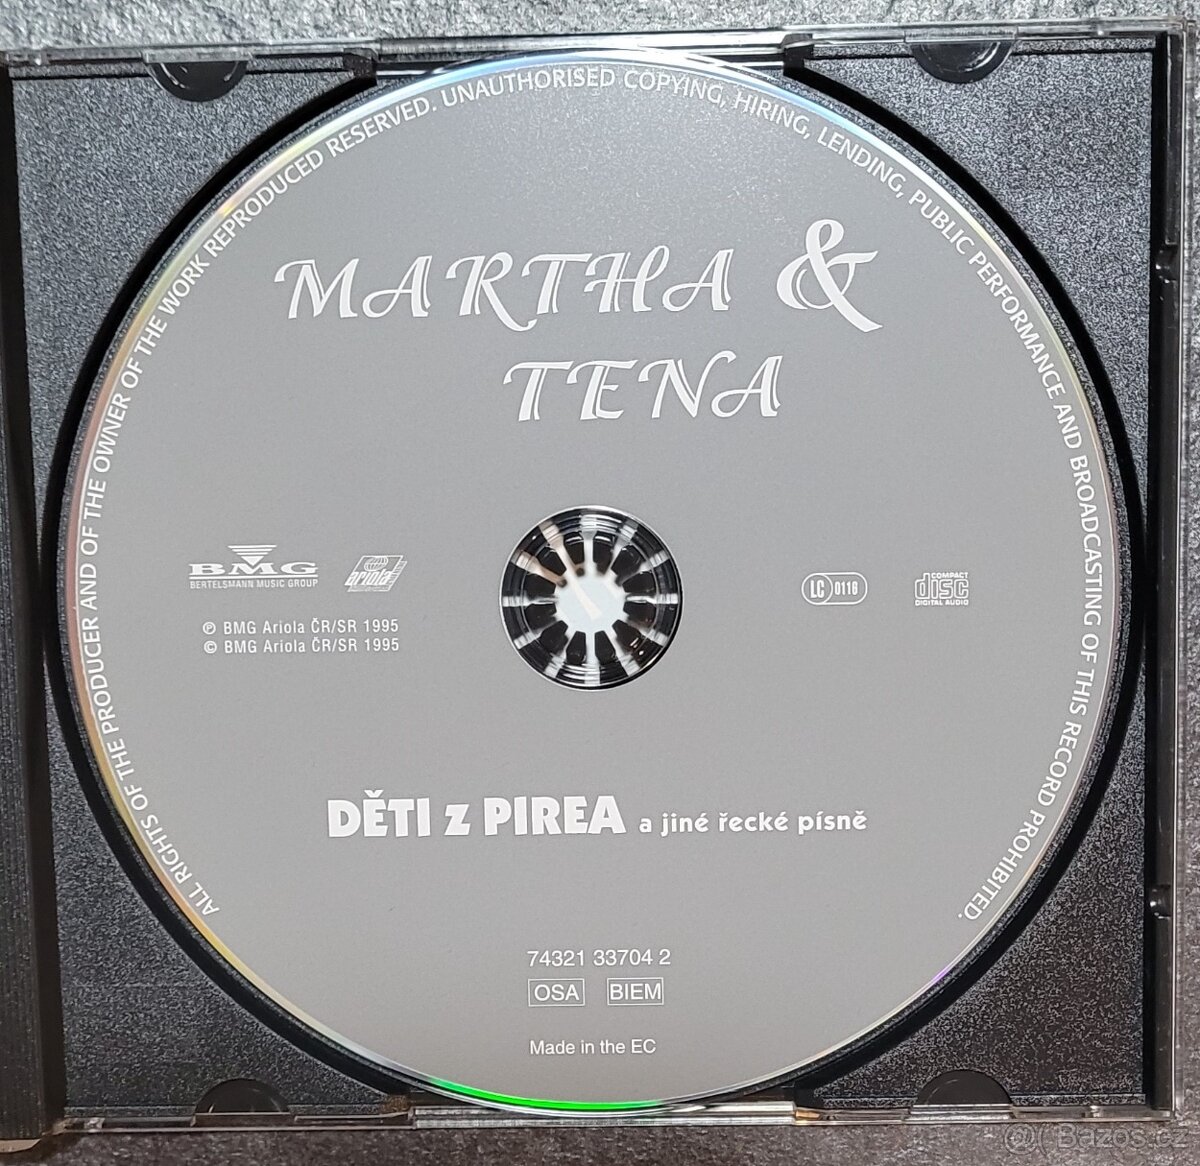 ALL RIGHTS OF THE PRODUCER AND OF THE OWNER OF THE WORK REPRODUCED RESERVED. UNAUTHORISED COPYING, HIRING, LENDING, PUBLIC PERFORMANCE AND BROADCASTING OF THIS RECORD PROHIBITED.
MARTHA &
TENA
BMG
BERTELSMANN MUSIC GROUP
ariola
LC 0116
COMPACT
disc
DIGITAL AUDIO
℗ BMG Ariola ČR/SR 1995
© BMG Ariola ČR/SR 1995
DĚTI z PIREA a jiné řecké písně
74321 33704 2
OSA BIEM
Made in the EC
Bazos.cz